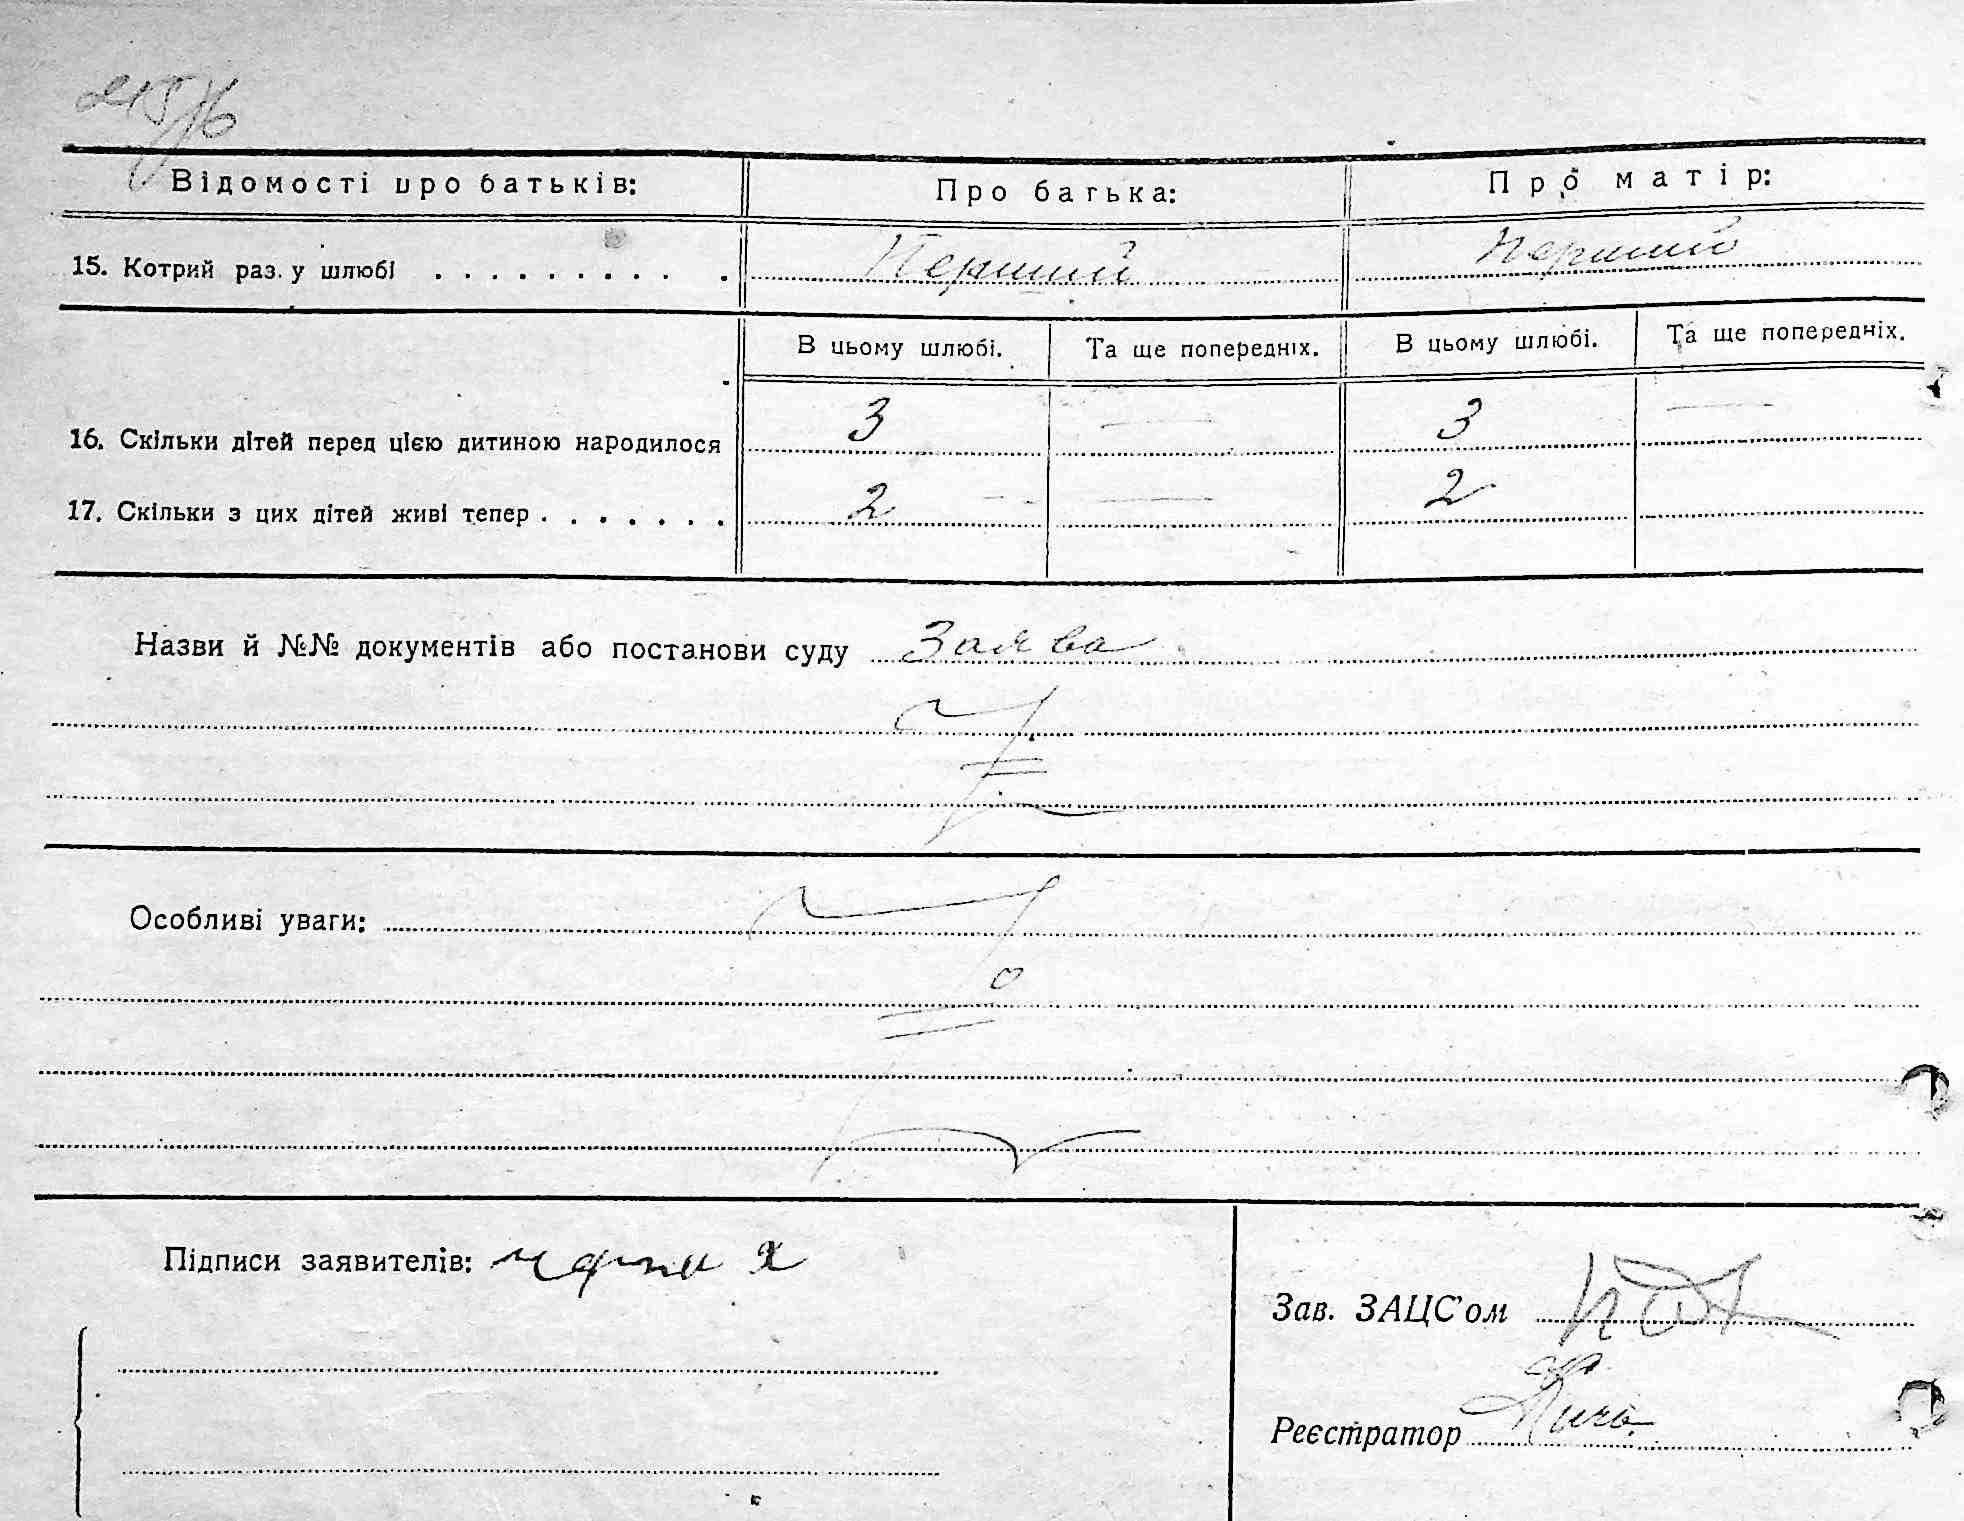 Відомості про батьків: Про батька: Про матір:
15. Котрий раз у шлюбі . . . . . . . . . . Перший Перший
В цьому шлюбі. Та ще попередніх. В цьому шлюбі. Та ще попередніх.
16. Скільки дітей перед цією дитиною народилося 3 — 3 —
17. Скільки з цих дітей живі тепер . . . . . . . 2 — 2
Назви й №№ документів або постанови суду Заява
Особливі уваги:
Підписи заявителів:
Зав. ЗАЦС'ом
Реєстратор